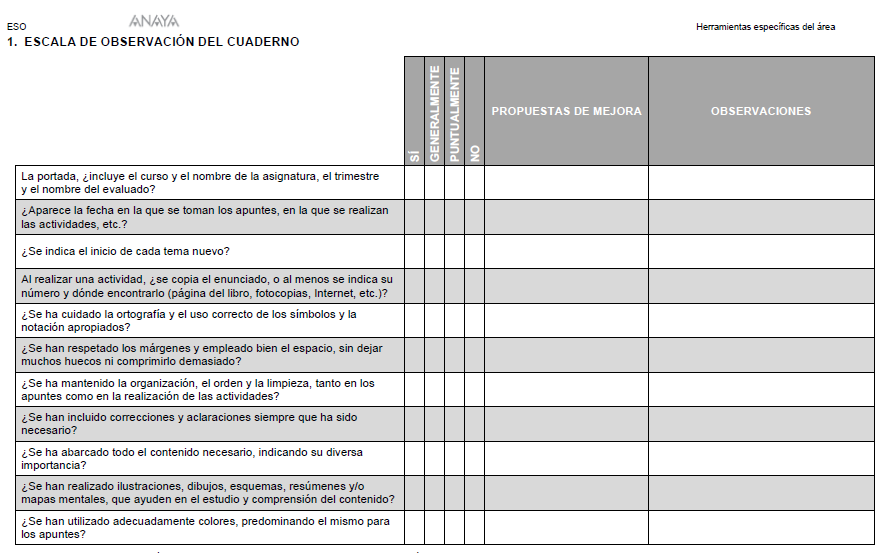 ESO
ANAYA
Herramientas específicas del área
1. ESCALA DE OBSERVACIÓN DEL CUADERNO
SÍ
GENERALMENTE
PUNTUALMENTE
NO
PROPUESTAS DE MEJORA
OBSERVACIONES
La portada, ¿incluye el curso y el nombre de la asignatura, el trimestre
y el nombre del evaluado?
¿Aparece la fecha en la que se toman los apuntes, en la que se realizan
las actividades, etc.?
¿Se indica el inicio de cada tema nuevo?
Al realizar una actividad, ¿se copia el enunciado, o al menos se indica su
número y dónde encontrarlo (página del libro, fotocopias, Internet, etc.)?
¿Se ha cuidado la ortografía y el uso correcto de los símbolos y la
notación apropiados?
¿Se han respetado los márgenes y empleado bien el espacio, sin dejar
muchos huecos ni comprimirlo demasiado?
¿Se ha mantenido la organización, el orden y la limpieza, tanto en los
apuntes como en la realización de las actividades?
¿Se han incluido correcciones y aclaraciones siempre que ha sido
necesario?
¿Se ha abarcado todo el contenido necesario, indicando su diversa
importancia?
¿Se han realizado ilustraciones, dibujos, esquemas, resúmenes y/o
mapas mentales, que ayuden en el estudio y comprensión del contenido?
¿Se han utilizado adecuadamente colores, predominando el mismo para
los apuntes?